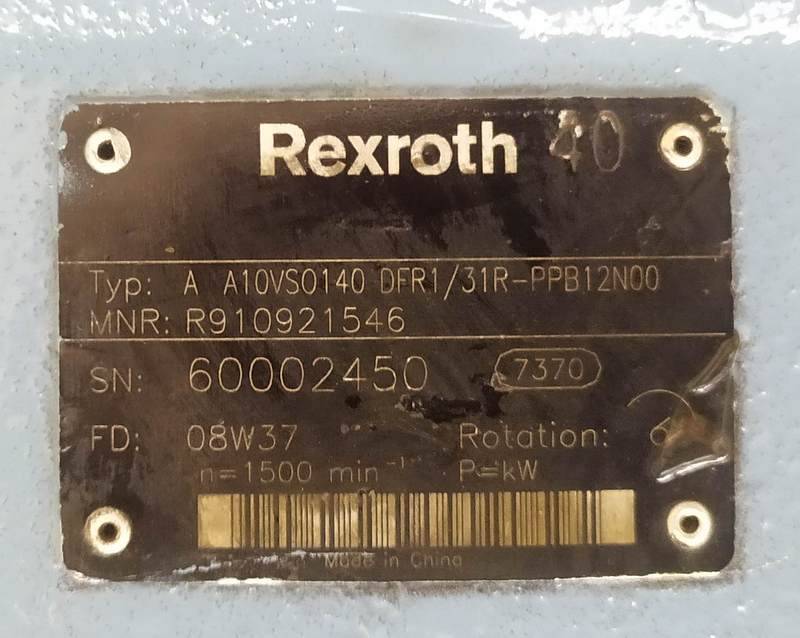 Rexroth 40
Typ: A A10VSO140 DFR1/31R-PPB12N00
MNR: R910921546
SN: 60002450 7370
FD: 08W37 Rotation:
n=1500 min⁻¹ P=kW
Made in China